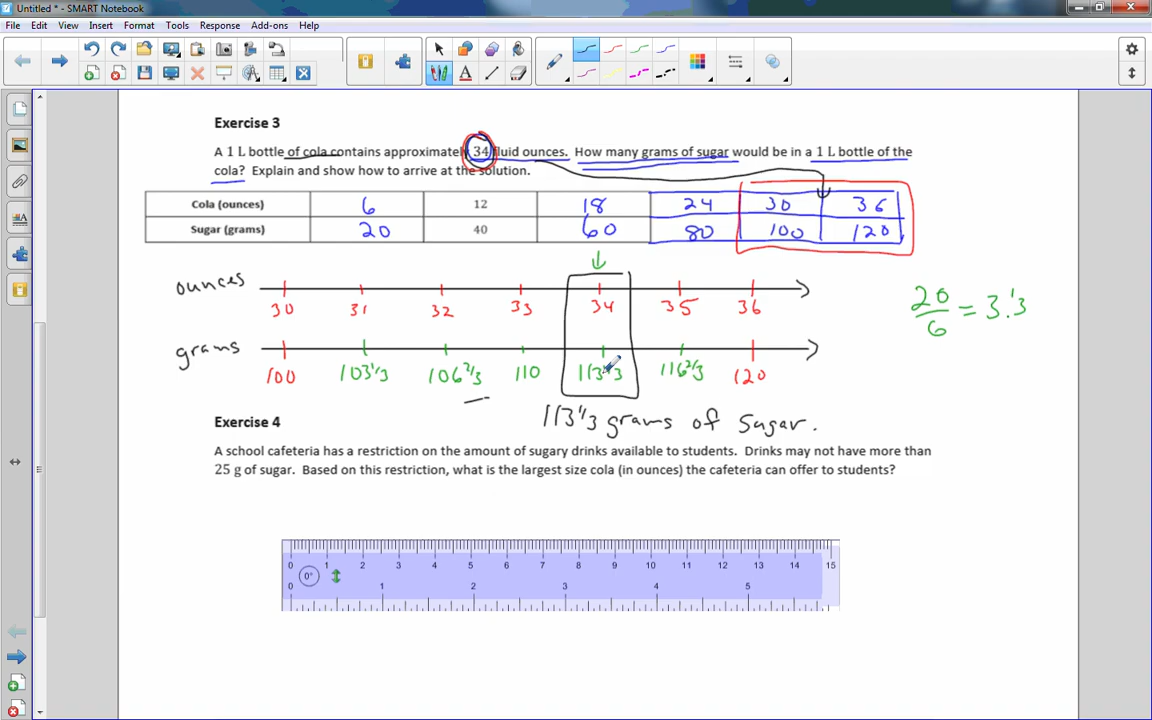 Untitled * - SMART Notebook
File Edit View Insert Format Tools Response Add-ons Help
Exercise 3
A 1 L bottle of cola contains approximately 34 fluid ounces. How many grams of sugar would be in a 1 L bottle of the
cola? Explain and show how to arrive at the solution.
Cola (ounces) 6 12 18 24 30 36
Sugar (grams) 20 40 60 80 100 120
ounces
30 31 32 33 34 35 36
20/6 = 3.1/3
grams
100 103 1/3 106 2/3 110 113 1/3 116 2/3 120
113 1/3 grams of sugar.
Exercise 4
A school cafeteria has a restriction on the amount of sugary drinks available to students. Drinks may not have more than
25 g of sugar. Based on this restriction, what is the largest size cola (in ounces) the cafeteria can offer to students?
0 1 2 3 4 5 6 7 8 9 10 11 12 13 14 15
0°
0 1 2 3 4 5